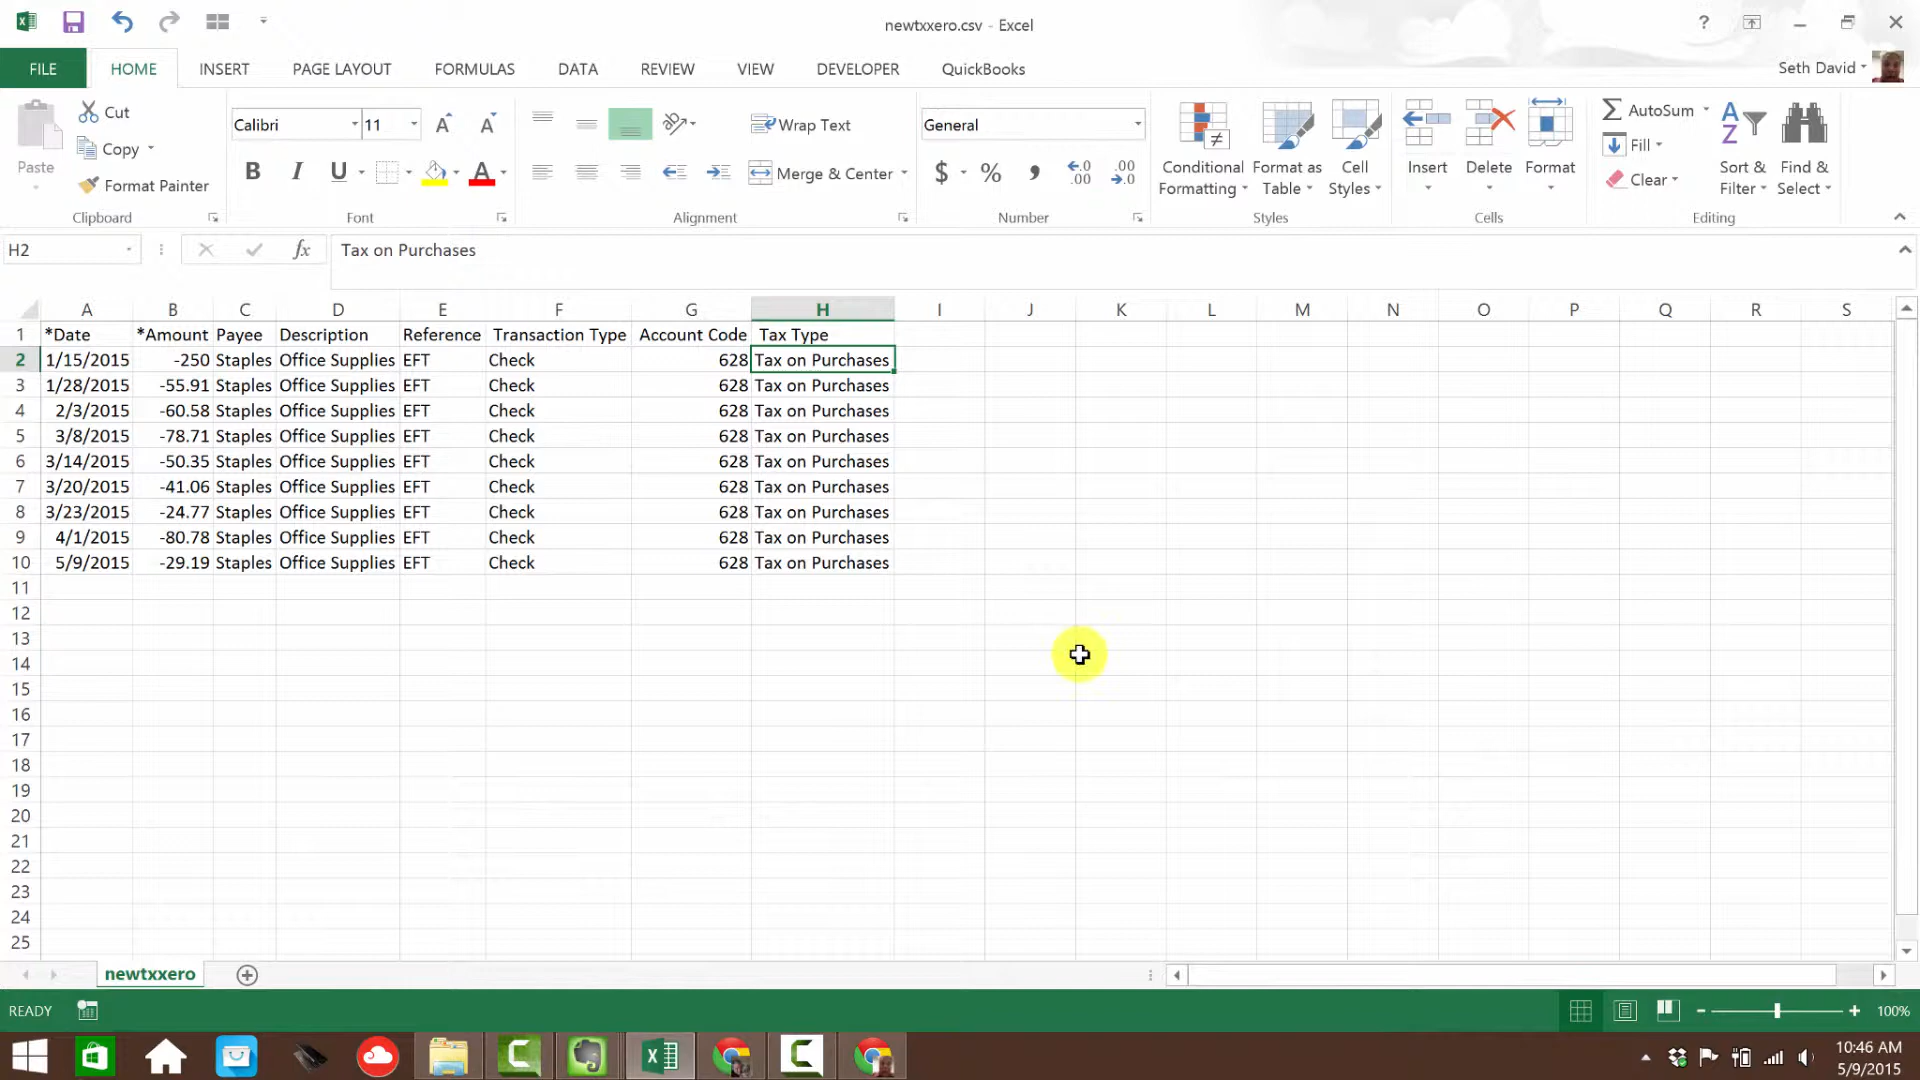 newtxxero.csv - Excel
?
FILE HOME INSERT PAGE LAYOUT FORMULAS DATA REVIEW VIEW DEVELOPER QuickBooks Seth David
Paste
Cut
Copy
Format Painter
Clipboard
Calibri 11
B I U
Font
Wrap Text
Merge & Center
Alignment
General
$ % ,
Number
Conditional Formatting
Format as Table
Cell Styles
Styles
Insert
Delete
Format
Cells
AutoSum
Fill
Clear
Sort & Filter
Find & Select
Editing
H2 fx Tax on Purchases
A B C D E F G H I J K L M N O P Q R S
1 *Date *Amount Payee Description Reference Transaction Type Account Code Tax Type
2 1/15/2015 -250 Staples Office Supplies EFT Check 628 Tax on Purchases
3 1/28/2015 -55.91 Staples Office Supplies EFT Check 628 Tax on Purchases
4 2/3/2015 -60.58 Staples Office Supplies EFT Check 628 Tax on Purchases
5 3/8/2015 -78.71 Staples Office Supplies EFT Check 628 Tax on Purchases
6 3/14/2015 -50.35 Staples Office Supplies EFT Check 628 Tax on Purchases
7 3/20/2015 -41.06 Staples Office Supplies EFT Check 628 Tax on Purchases
8 3/23/2015 -24.77 Staples Office Supplies EFT Check 628 Tax on Purchases
9 4/1/2015 -80.78 Staples Office Supplies EFT Check 628 Tax on Purchases
10 5/9/2015 -29.19 Staples Office Supplies EFT Check 628 Tax on Purchases
11
12
13
14
15
16
17
18
19
20
21
22
23
24
25
newtxxero
READY 100%
10:46 AM
5/9/2015